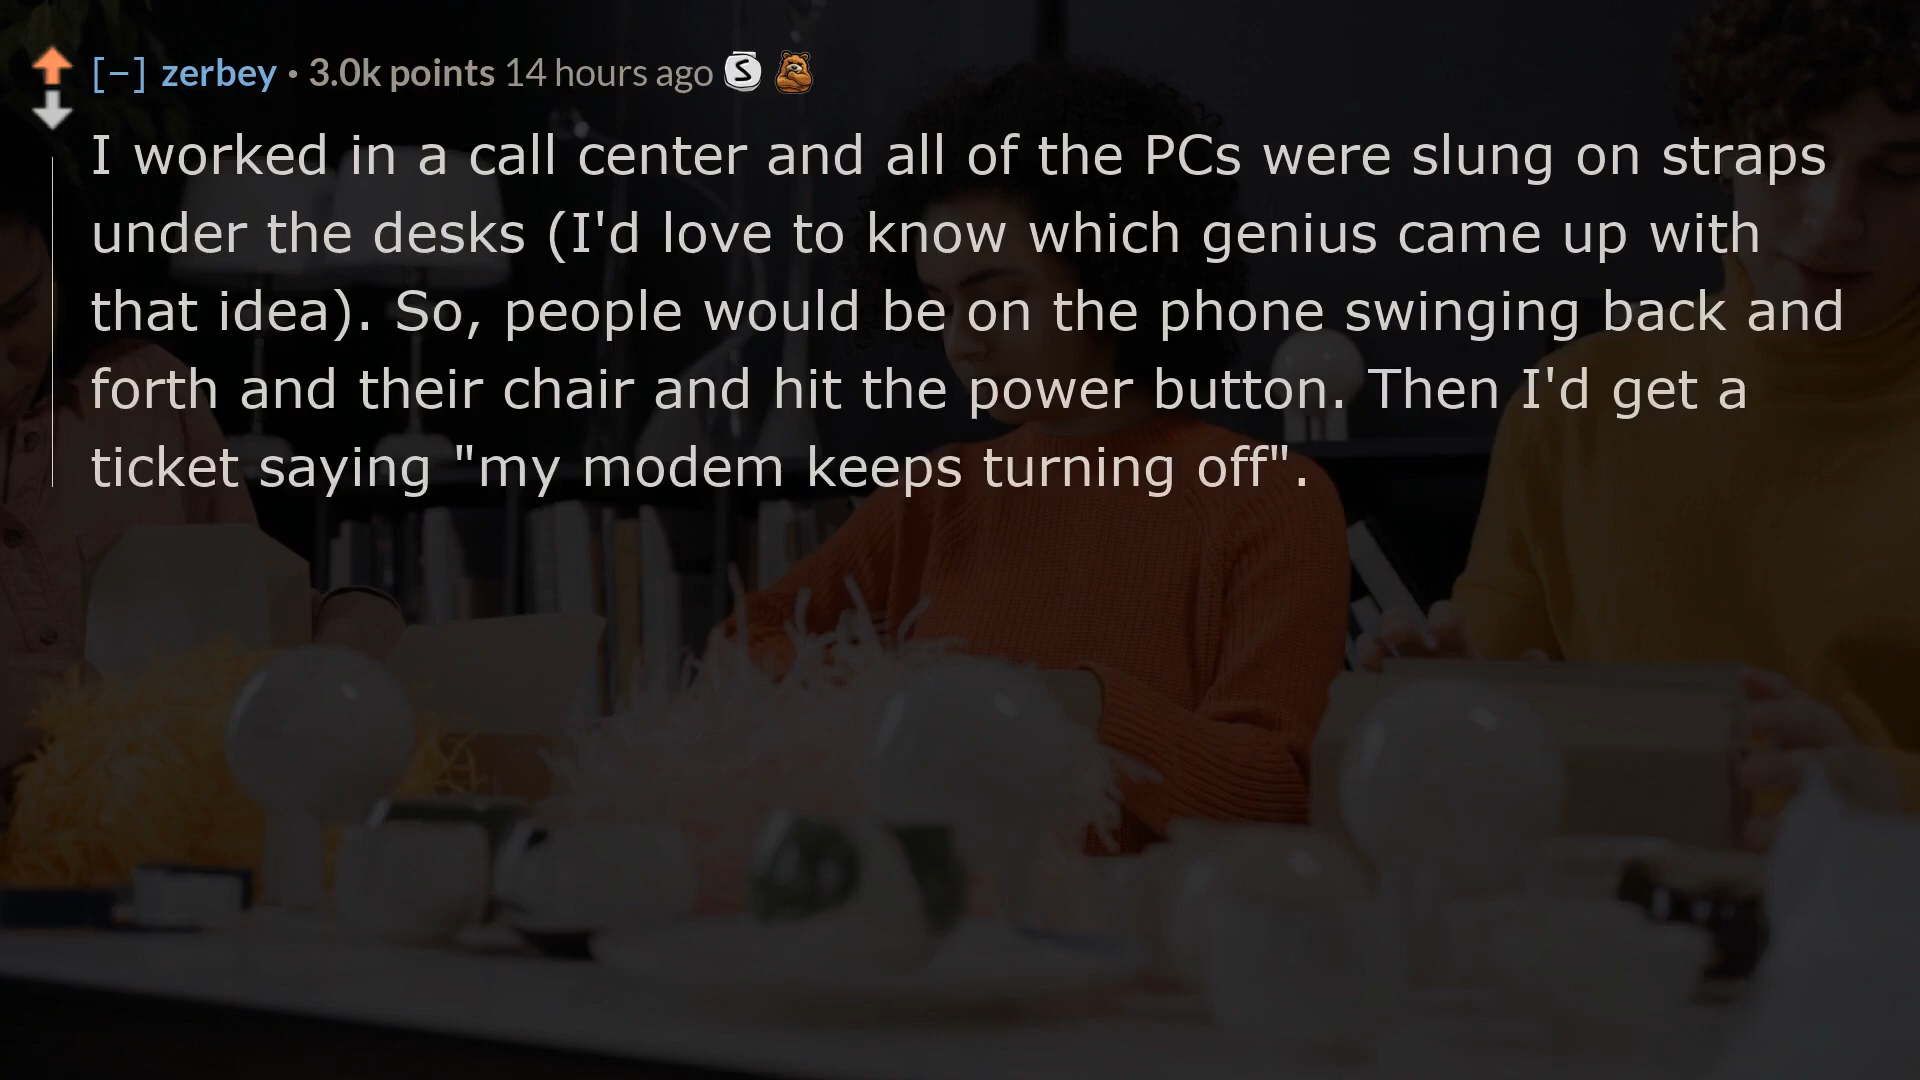 [–] zerbey • 3.0k points 14 hours ago S
I worked in a call center and all of the PCs were slung on straps
under the desks (I'd love to know which genius came up with
that idea). So, people would be on the phone swinging back and
forth and their chair and hit the power button. Then I'd get a
ticket saying "my modem keeps turning off".